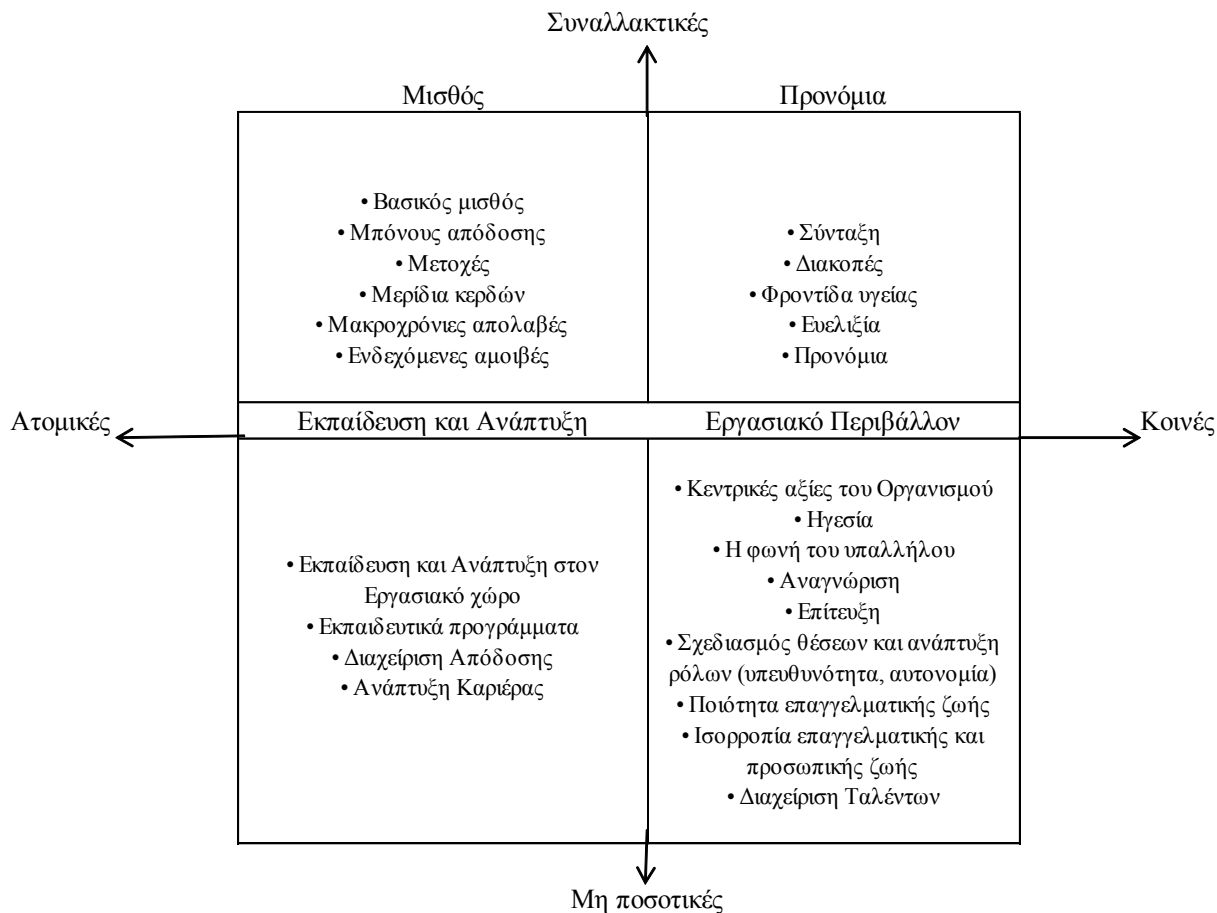 Συναλλακτικές
Μισθός
Προνόμια
• Βασικός μισθός
• Μπόνους απόδοσης
• Μετοχές
• Μερίδια κερδών
• Μακροχρόνιες απολαβές
• Ενδεχόμενες αμοιβές
• Σύνταξη
• Διακοπές
• Φροντίδα υγείας
• Ευελιξία
• Προνόμια
Ατομικές
Εκπαίδευση και Ανάπτυξη
Εργασιακό Περιβάλλον
Κοινές
• Εκπαίδευση και Ανάπτυξη στον
Εργασιακό χώρο
• Εκπαιδευτικά προγράμματα
• Διαχείριση Απόδοσης
• Ανάπτυξη Καριέρας
• Κεντρικές αξίες του Οργανισμού
• Ηγεσία
• Η φωνή του υπαλλήλου
• Αναγνώριση
• Επίτευξη
• Σχεδιασμός θέσεων και ανάπτυξη
ρόλων (υπευθυνότητα, αυτονομία)
• Ποιότητα επαγγελματικής ζωής
• Ισορροπία επαγγελματικής και
προσωπικής ζωής
• Διαχείριση Ταλέντων
Μη ποσοτικές